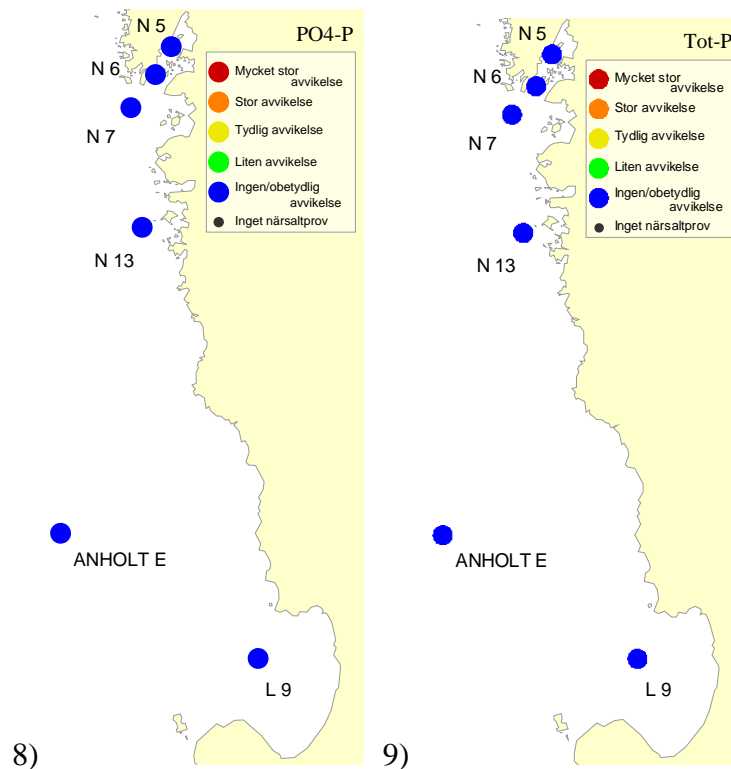 N 5
PO4-P
N 6
Mycket stor
avvikelse
Stor avvikelse
N 7
Tydlig avvikelse
Liten avvikelse
Ingen/obetydlig
avvikelse
Inget närsaltprov
N 13
ANHOLT E
L 9
8)
N 5
Tot-P
N 6
Mycket stor
avvikelse
Stor avvikelse
N 7
Tydlig avvikelse
Liten avvikelse
Ingen/obetydlig
avvikelse
Inget närsaltprov
N 13
ANHOLT E
L 9
9)